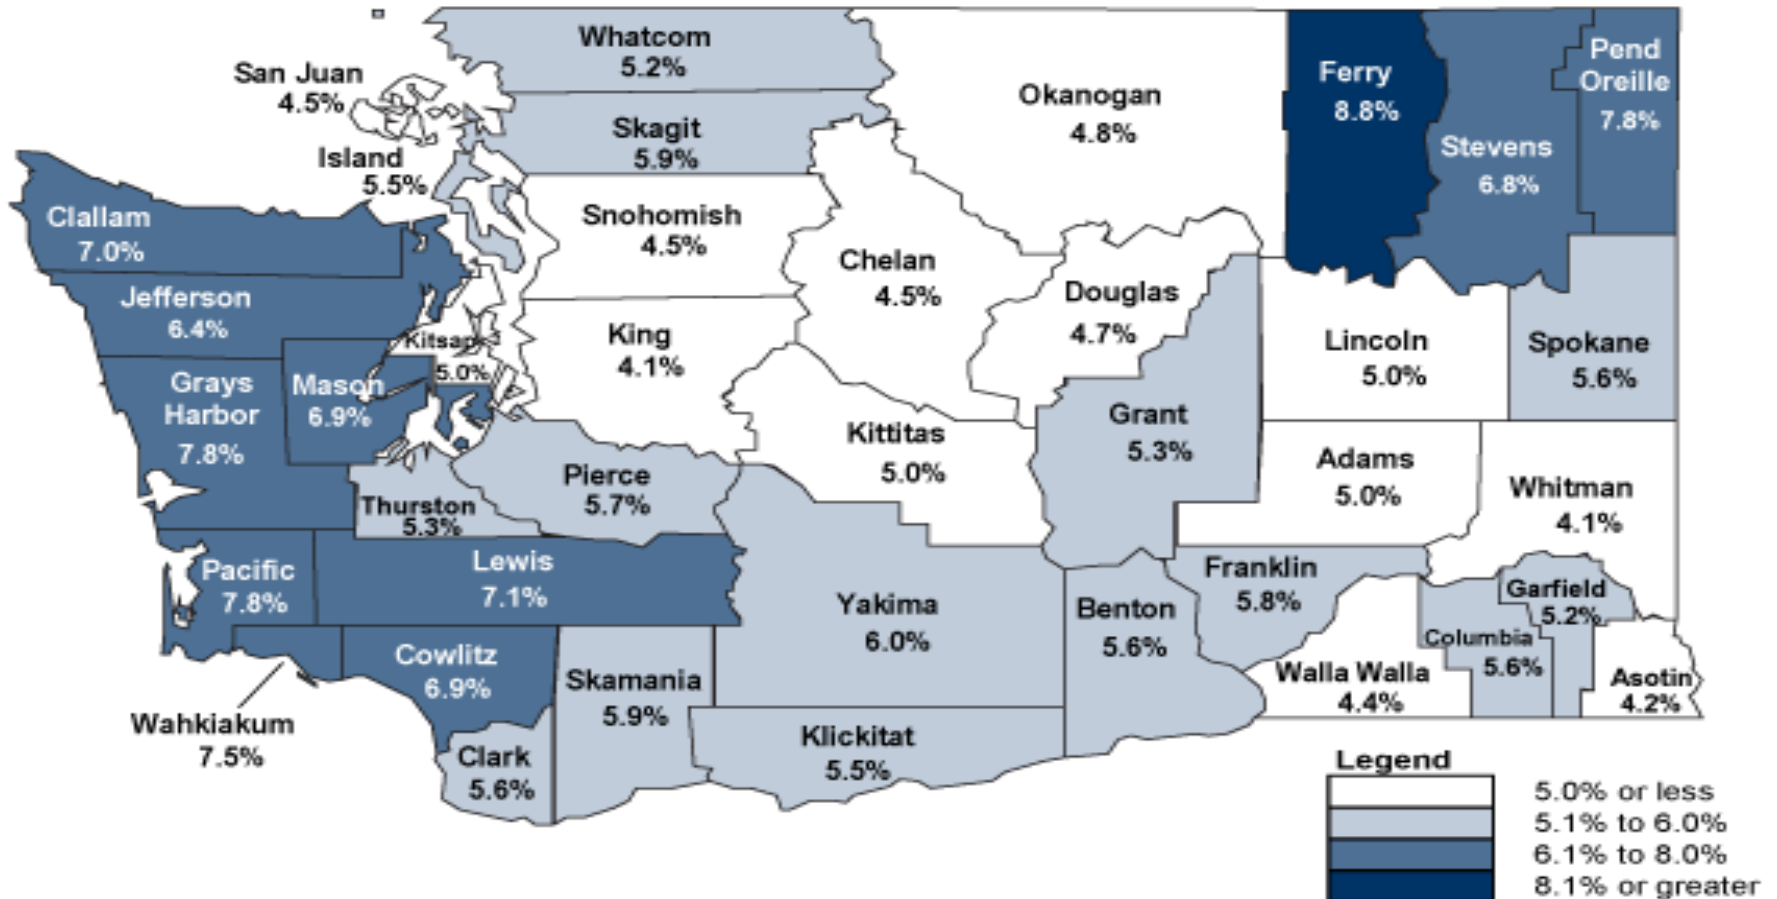 Whatcom
5.2%
San Juan
4.5%
Skagit
5.9%
Island
5.5%
Okanogan
4.8%
Ferry
8.8%
Pend
Oreille
7.8%
Stevens
6.8%
Clallam
7.0%
Snohomish
4.5%
Chelan
4.5%
Jefferson
6.4%
Douglas
4.7%
King
4.1%
Kitsap
5.0%
Lincoln
5.0%
Spokane
5.6%
Grays
Harbor
7.8%
Mason
6.9%
Grant
5.3%
Kittitas
5.0%
Adams
5.0%
Pierce
5.7%
Thurston
5.3%
Whitman
4.1%
Pacific
7.8%
Lewis
7.1%
Yakima
6.0%
Benton
5.6%
Franklin
5.8%
Garfield
5.2%
Columbia
5.6%
Cowlitz
6.9%
Skamania
5.9%
Walla Walla
4.4%
Asotin
4.2%
Wahkiakum
7.5%
Clark
5.6%
Klickitat
5.5%
Legend
5.0% or less
5.1% to 6.0%
6.1% to 8.0%
8.1% or greater